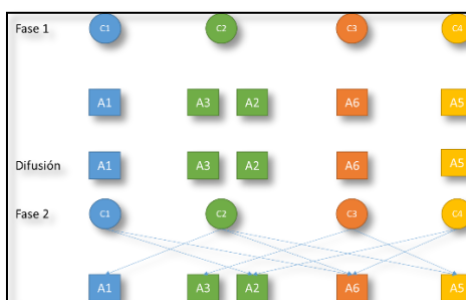 Fase 1 C1 C2 C3 C4
A1 A3 A2 A6 A5
Difusión A1 A3 A2 A6 A5
Fase 2 C1 C2 C3 C4
A1 A3 A2 A6 A5